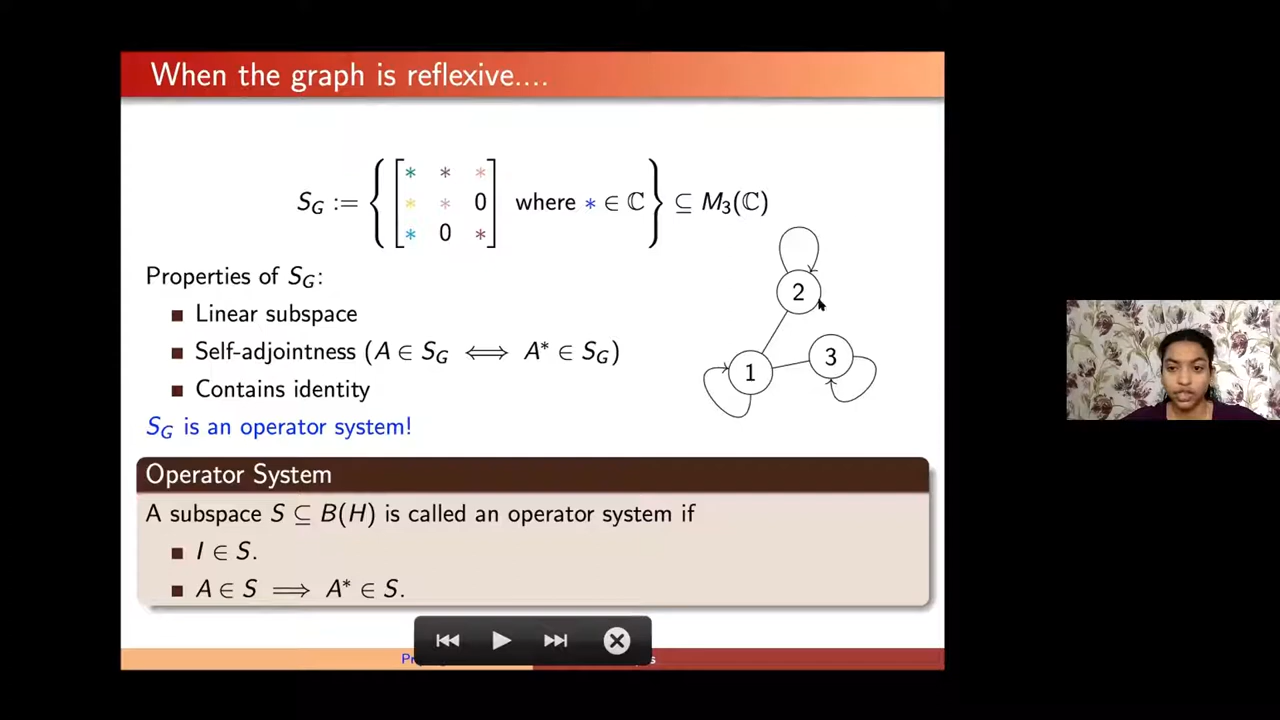 When the graph is reflexive....
* * *
S_G := { [ * * 0 ] where * ∈ ℂ } ⊆ M₃(ℂ)
* 0 *
Properties of S_G:
Linear subspace
Self-adjointness (A ∈ S_G ⟺ A* ∈ S_G)
Contains identity
S_G is an operator system!
2
1
3
Operator System
A subspace S ⊆ B(H) is called an operator system if
I ∈ S.
A ∈ S ⟹ A* ∈ S.